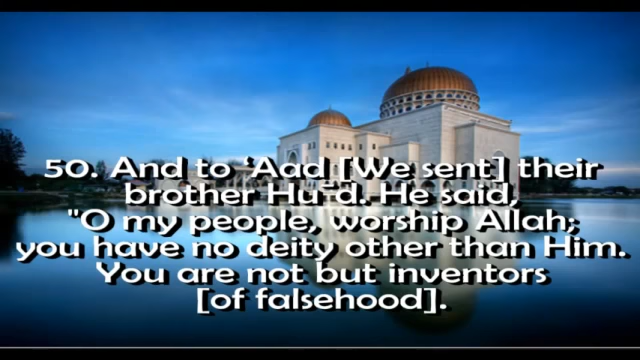 50. And to ‘Aad [We sent] their
brother Hu-d. He said,
"O my people, worship Allah;
you have no deity other than Him.
You are not but inventors
[of falsehood].